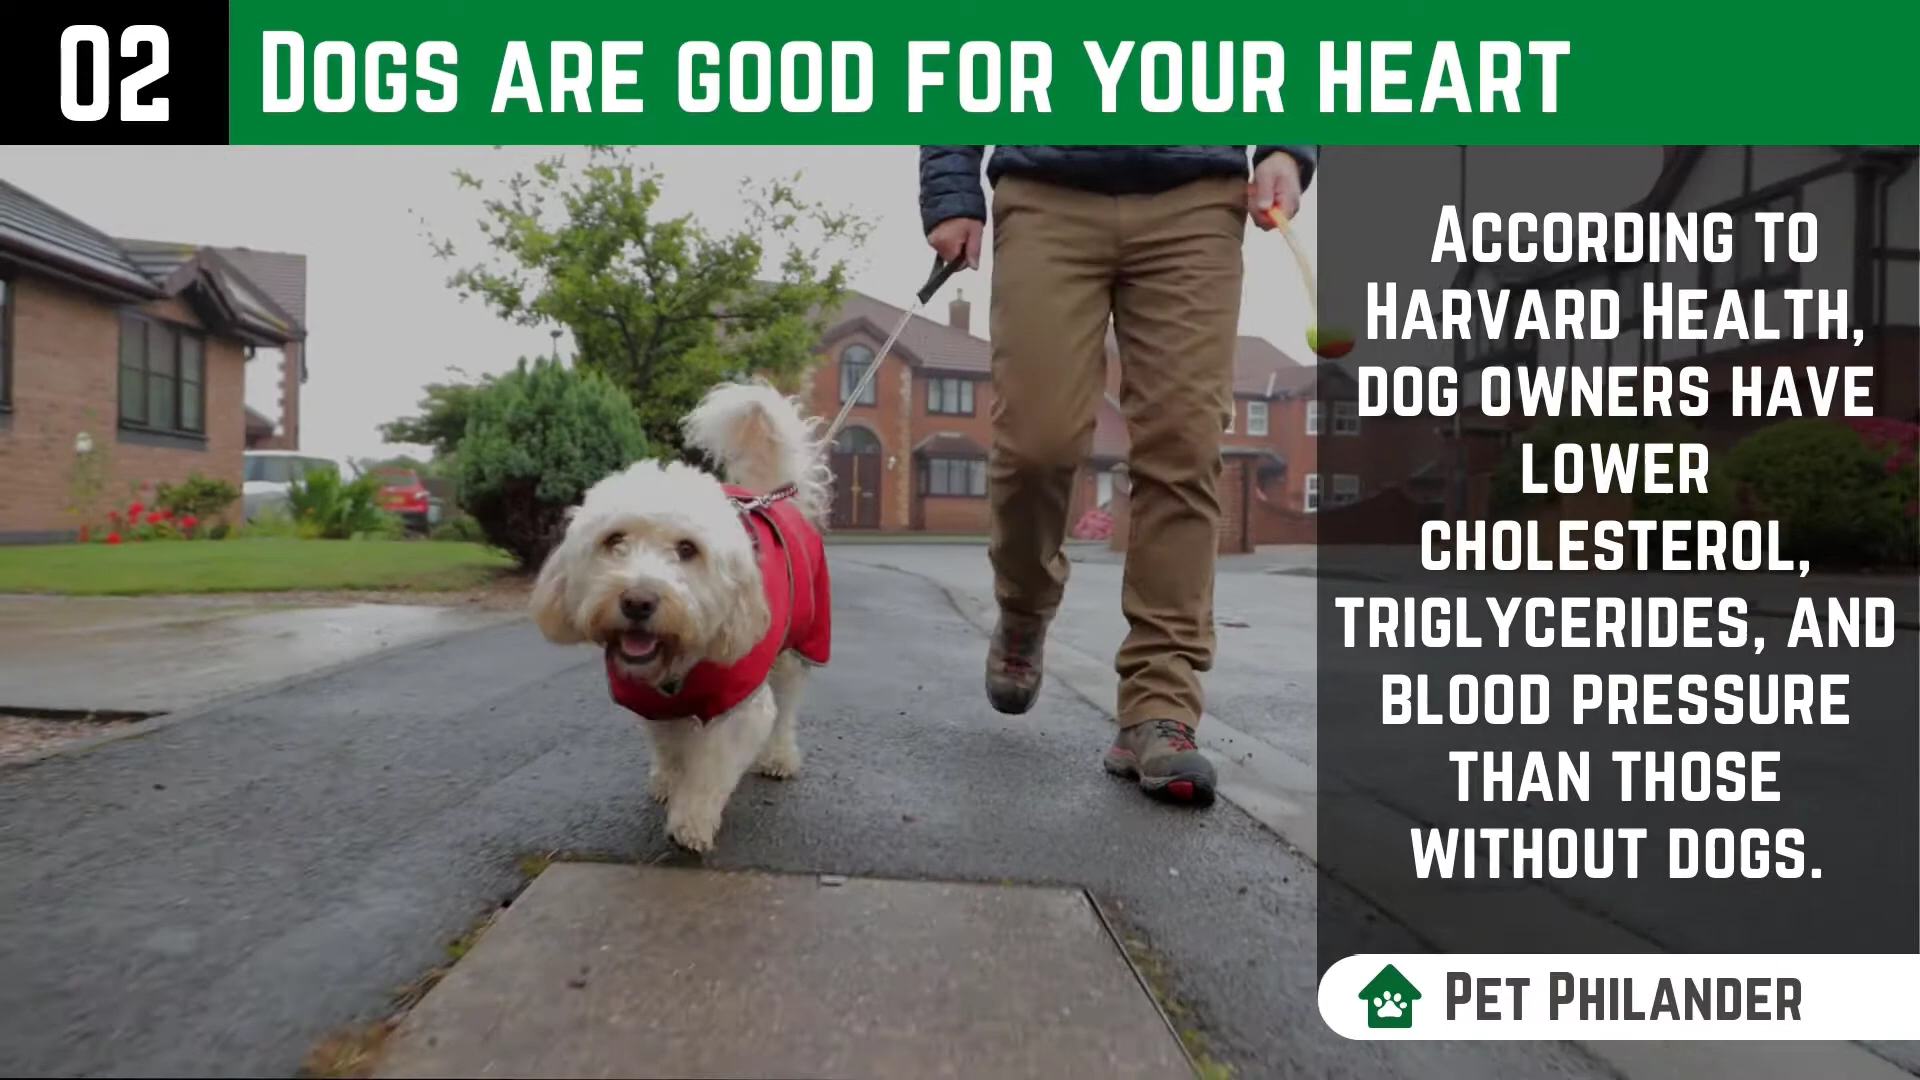 02
DOGS ARE GOOD FOR YOUR HEART
ACCORDING TO
HARVARD HEALTH,
DOG OWNERS HAVE
LOWER
CHOLESTEROL,
TRIGLYCERIDES, AND
BLOOD PRESSURE
THAN THOSE
WITHOUT DOGS.
PET PHILANDER